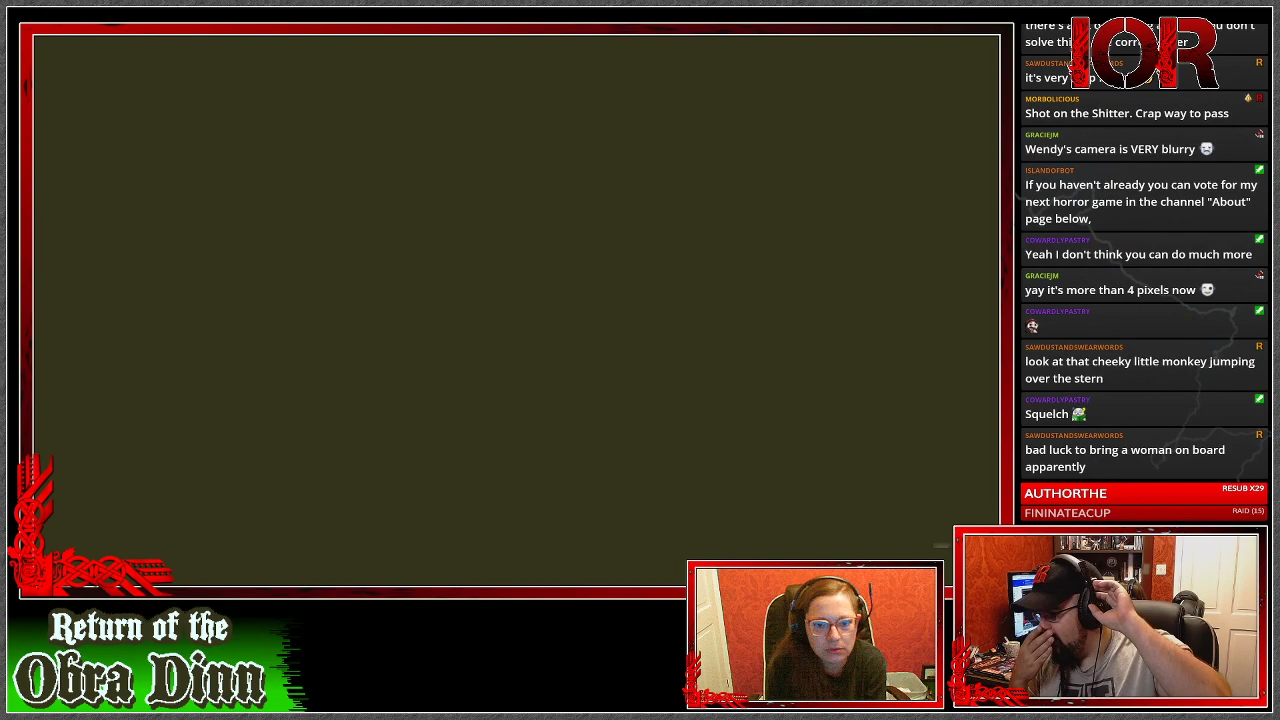 solve thi
IOR
SAWDUSTAN
R
it's very
MORBOLICIOUS
Shot on the Shitter. Crap way to pass
GRACIEJM
Wendy's camera is VERY blurry
ISLANDOFBOT
If you haven't already you can vote for my
next horror game in the channel "About"
page below,
COWARDLYPASTRY
Yeah I don't think you can do much more
GRACIEJM
yay it's more than 4 pixels now
COWARDLYPASTRY
SAWDUSTANDSWEARWORDS
R
look at that cheeky little monkey jumping
over the stern
COWARDLYPASTRY
Squelch
SAWDUSTANDSWEARWORDS
R
bad luck to bring a woman on board
apparently
AUTHORTHE
RESUB X29
FININATEACUP
RAID (15)
Return of the
Obra Dinn